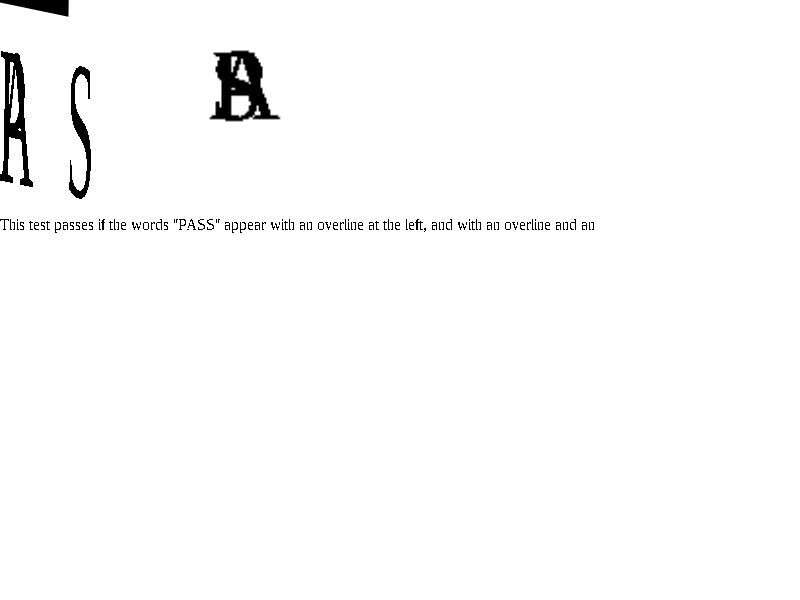 A S
This test passes if the words "PASS" appear with an overline at the left, and with an overline and an